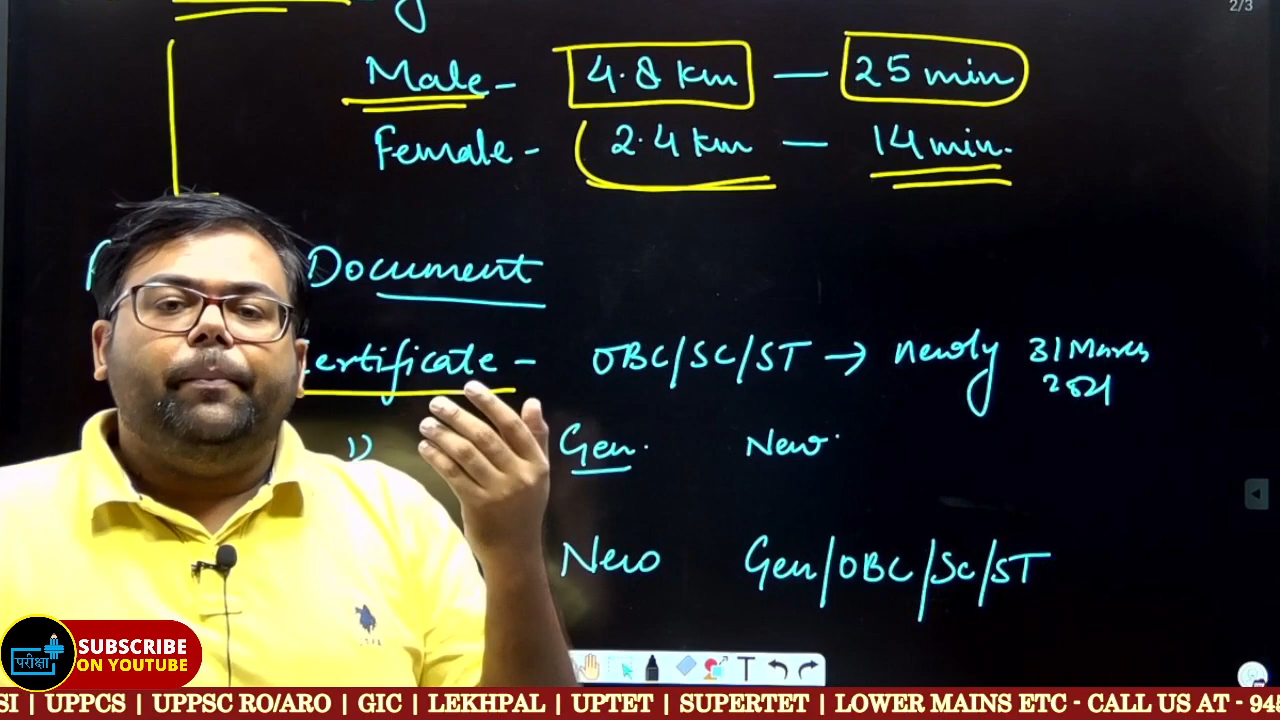 2/3
Male - 4.8 km — 25 min
Female - 2.4 km — 14 min.
Document
ertificate - OBC/SC/ST → newly 31 March
2021
1) Gen. New
New Gen/OBC/SC/ST
परीक्षा
SUBSCRIBE
ON YOUTUBE
T
SI | UPPCS | UPPSC RO/ARO | GIC | LEKHPAL | UPTET | SUPERTET | LOWER MAINS ETC - CALL US AT - 945